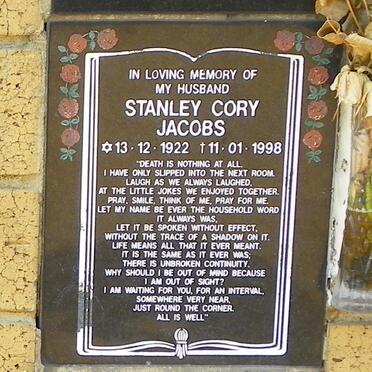 IN LOVING MEMORY OF
MY HUSBAND
STANLEY CORY
JACOBS
✡13·12·1922 †11·01·1998
"DEATH IS NOTHING AT ALL.
I HAVE ONLY SLIPPED INTO THE NEXT ROOM.
LAUGH AS WE ALWAYS LAUGHED,
AT THE LITTLE JOKES WE ENJOYED TOGETHER.
PRAY, SMILE, THINK OF ME, PRAY FOR ME.
LET MY NAME BE EVER THE HOUSEHOLD WORD
IT ALWAYS WAS,
LET IT BE SPOKEN WITHOUT EFFECT,
WITHOUT THE TRACE OF A SHADOW ON IT.
LIFE MEANS ALL THAT IT EVER MEANT.
IT IS THE SAME AS IT EVER WAS;
THERE IS UNBROKEN CONTINUITY.
WHY SHOULD I BE OUT OF MIND BECAUSE
I AM OUT OF SIGHT?
I AM WAITING FOR YOU, FOR AN INTERVAL,
SOMEWHERE VERY NEAR,
JUST ROUND THE CORNER.
ALL IS WELL"